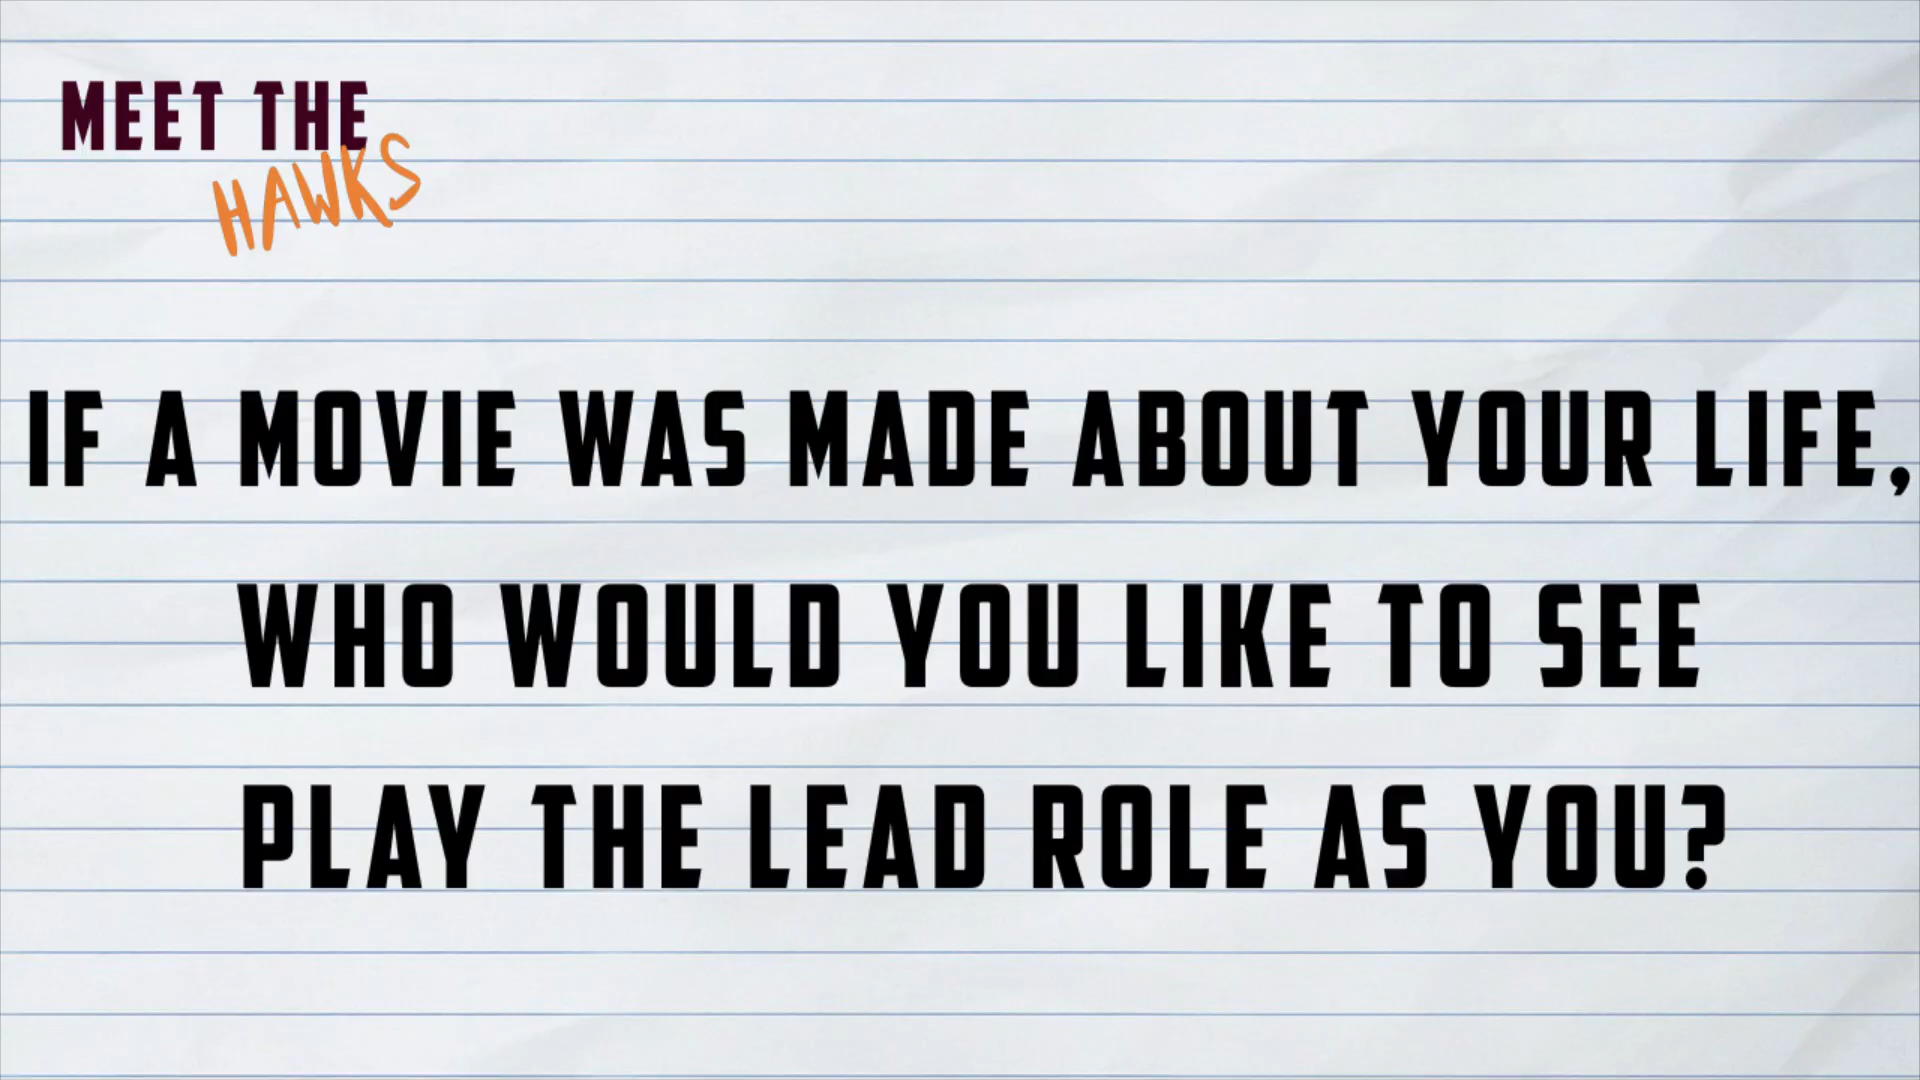 MEET THE
HAWKS
IF A MOVIE WAS MADE ABOUT YOUR LIFE,
WHO WOULD YOU LIKE TO SEE
PLAY THE LEAD ROLE AS YOU?